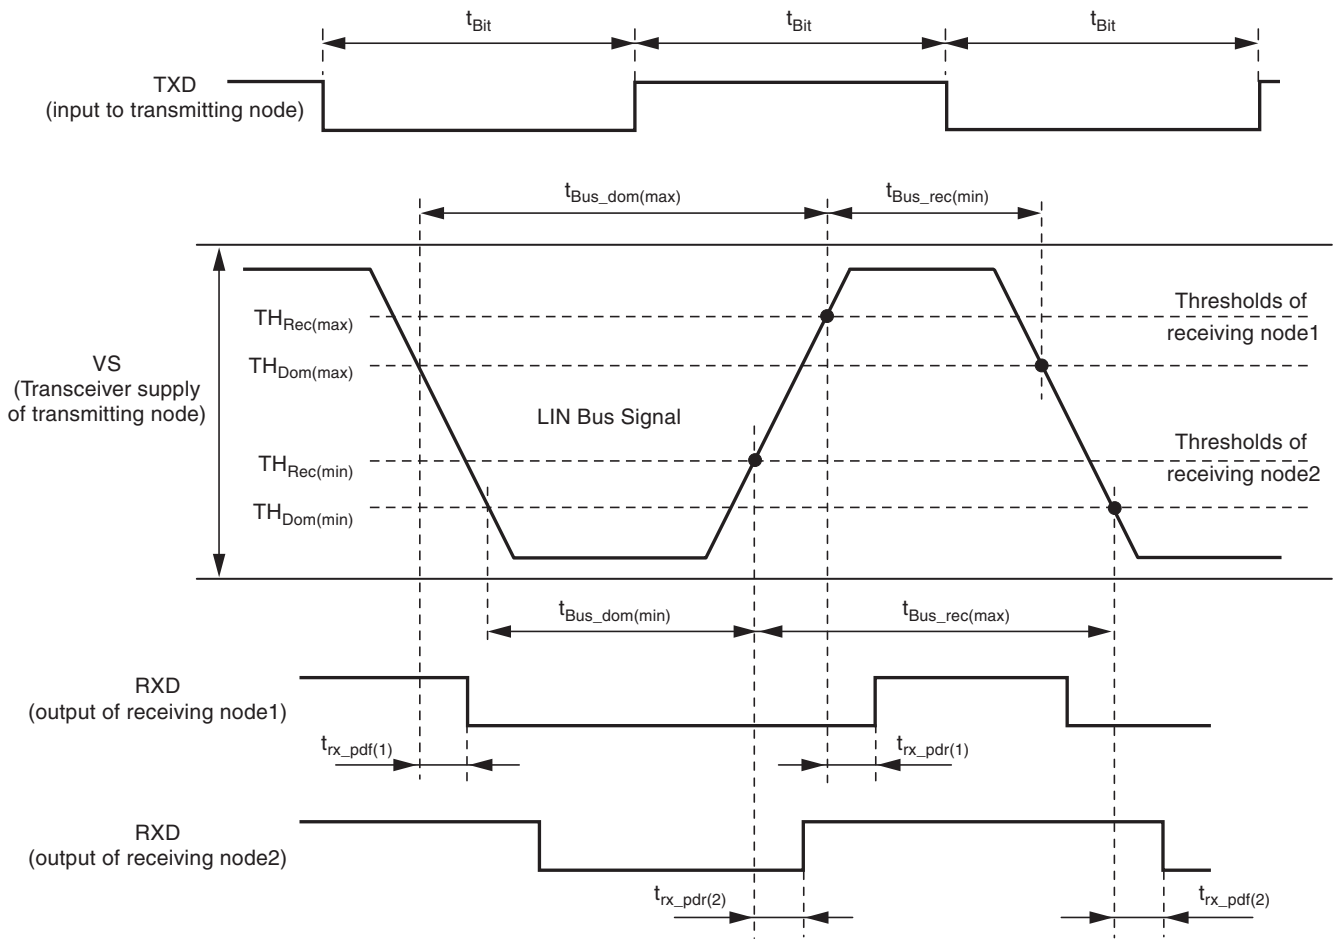 tBit
tBit
tBit
TXD
(input to transmitting node)
tBus_dom(max)
tBus_rec(min)
THRec(max)
Thresholds of
receiving node1
VS
(Transceiver supply
of transmitting node)
THDom(max)
LIN Bus Signal
THRec(min)
Thresholds of
receiving node2
THDom(min)
tBus_dom(min)
tBus_rec(max)
RXD
(output of receiving node1)
trx_pdf(1)
trx_pdr(1)
RXD
(output of receiving node2)
trx_pdr(2)
trx_pdf(2)